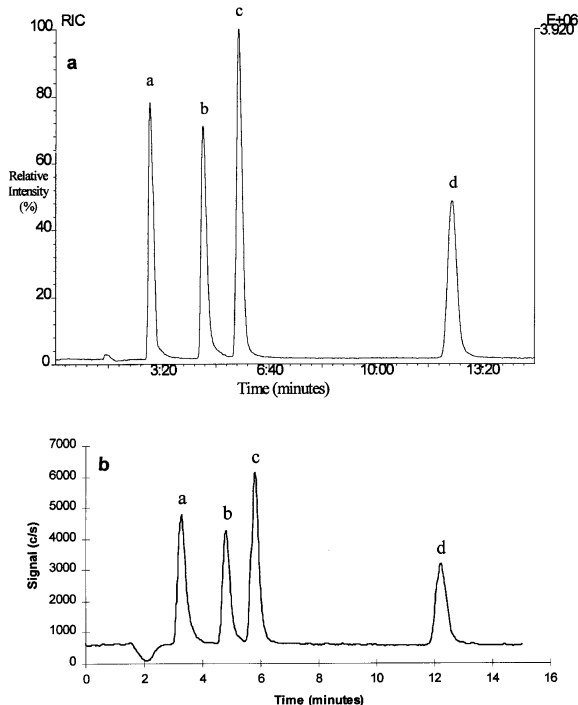 RIC
E+06
3.920
100
a
c
a
b
80
60
Relative
Intensity
(%)
d
40
20
0
3:20
6:40
10:00
13:20
Time (minutes)
b
7000
6000
5000
4000
3000
2000
1000
0
Signal (c/s)
a
b
c
d
0
2
4
6
8
10
12
14
16
Time (minutes)